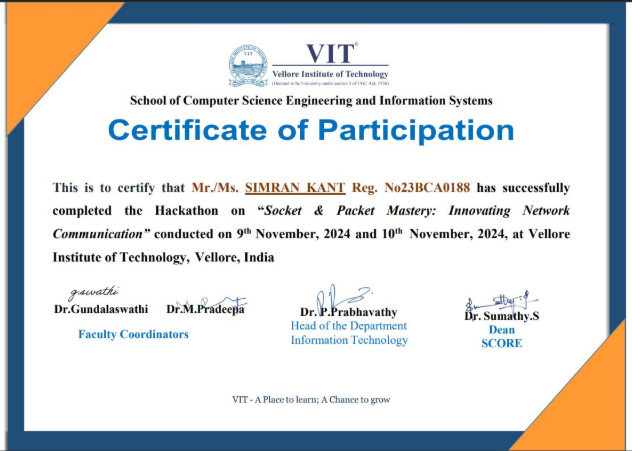 VIT
Vellore Institute of Technology
(Deemed to be University under section 3 of UGC Act, 1956)
School of Computer Science Engineering and Information Systems
Certificate of Participation
This is to certify that Mr./Ms. SIMRAN KANT Reg. No23BCA0188 has successfully
completed the Hackathon on “Socket & Packet Mastery: Innovating Network
Communication” conducted on 9th November, 2024 and 10th November, 2024, at Vellore
Institute of Technology, Vellore, India
g.swathi
Dr.Gundalaswathi Dr.M.Pradeepa Dr.P.Prabhavathy Dr. Sumathy.S
Faculty Coordinators Head of the Department Dean
Information Technology SCORE
VIT - A Place to learn; A Chance to grow